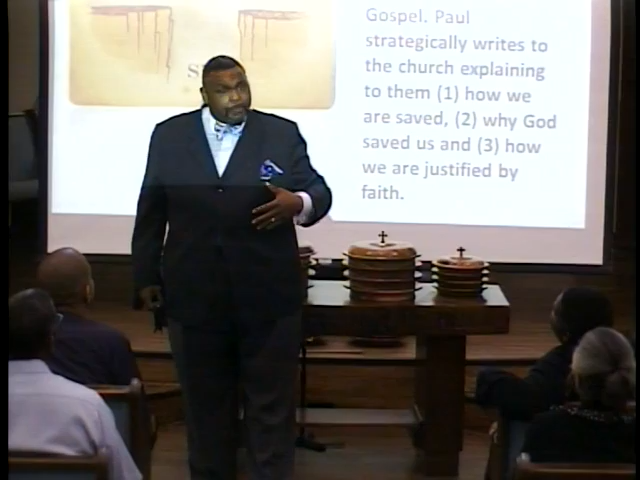 Gospel. Paul
strategically writes to
the church explaining
to them (1) how we
are saved, (2) why God
saved us and (3) how
we are justified by
faith.